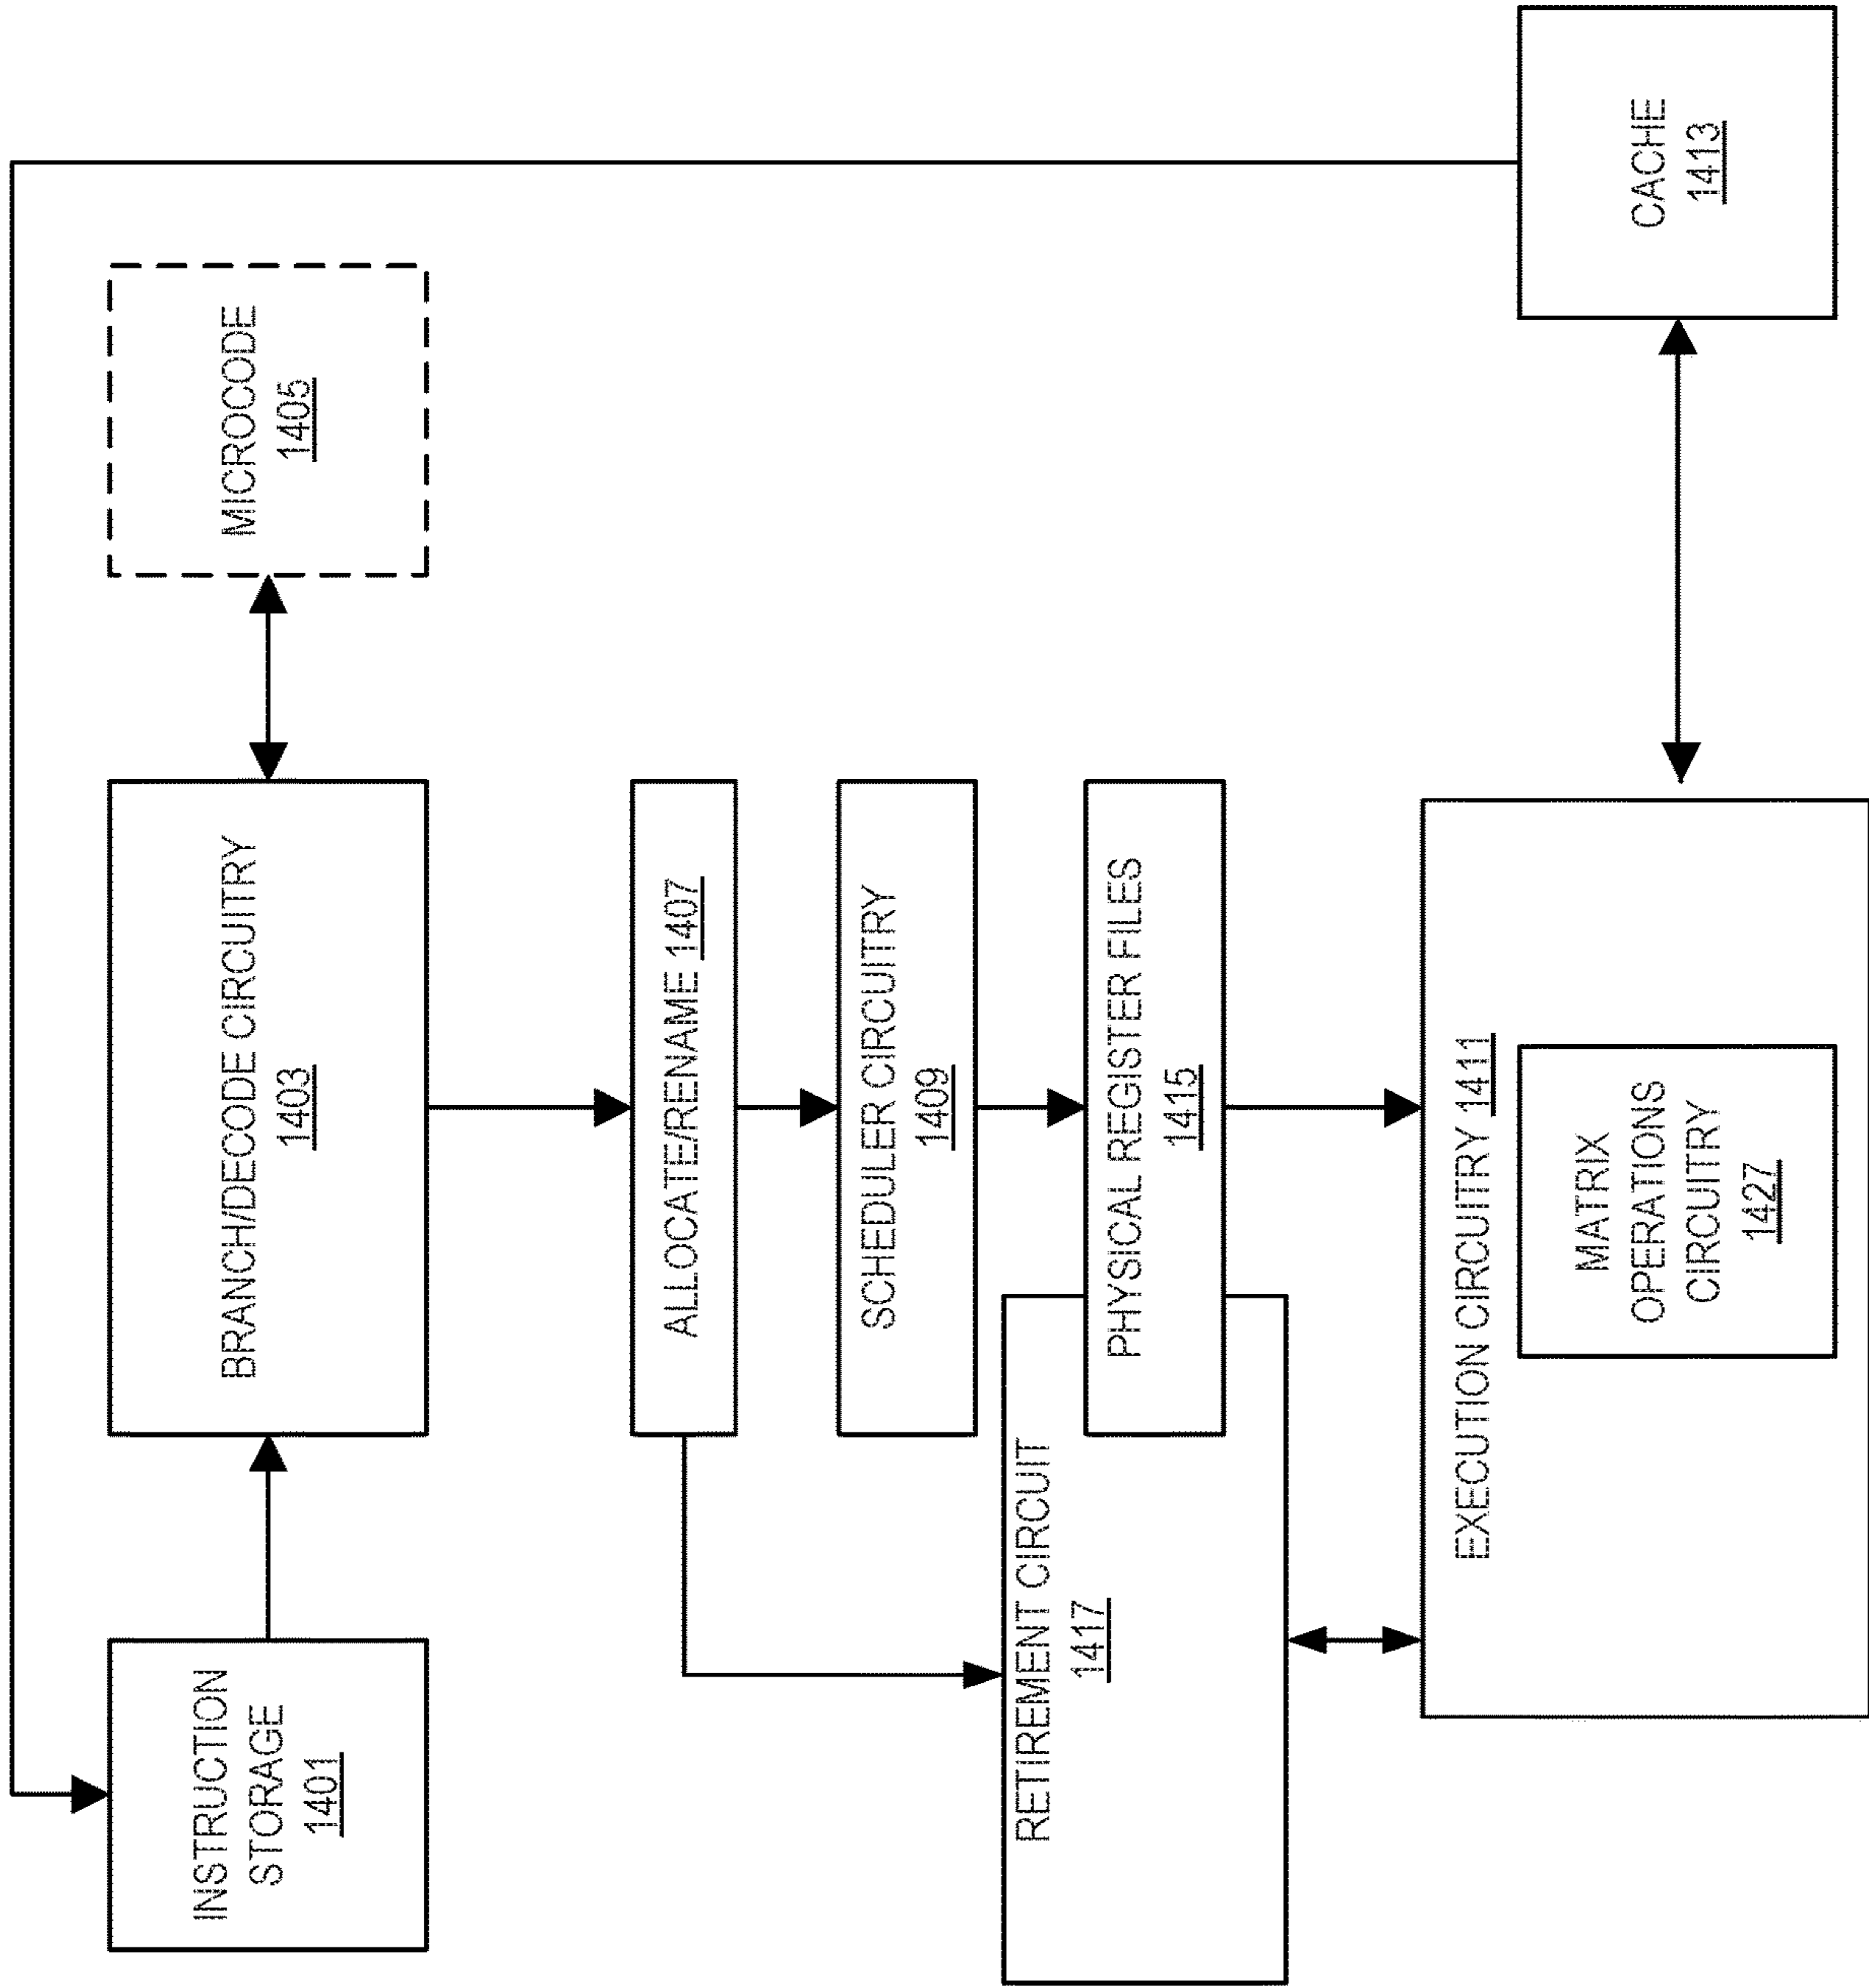 INSTRUCTION
STORAGE
1401
BRANCH/DECODE CIRCUITRY
1403
MICROCODE
1405
ALLOCATE/RENAME 1407
SCHEDULER CIRCUITRY
1409
RETIREMENT CIRCUIT
1417
PHYSICAL REGISTER FILES
1415
EXECUTION CIRCUITRY 1411
MATRIX
OPERATIONS
CIRCUITRY
1427
CACHE
1413